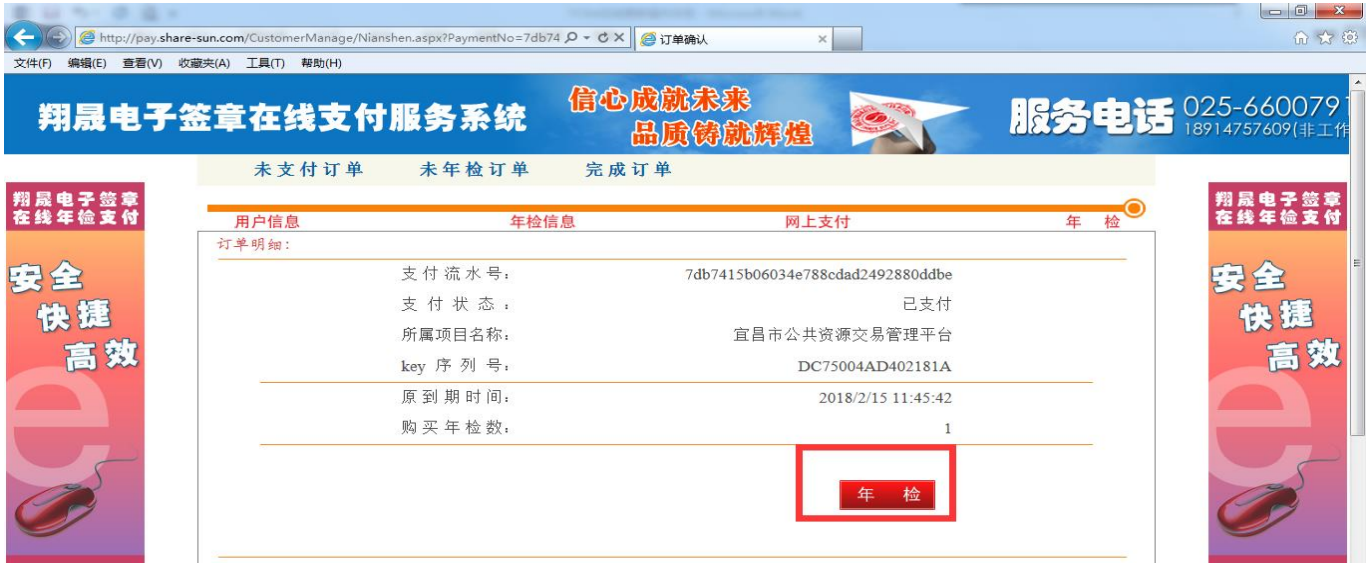 http://pay.share-sun.com/CustomerManage/Nianshen.aspx?PaymentNo=7db74
订单确认
文件(F) 编辑(E) 查看(V) 收藏夹(A) 工具(T) 帮助(H)
翔晟电子签章在线支付服务系统
信心成就未来
品质铸就辉煌
服务电话 025-6600791
18914757609(非工作
未支付订单 未年检订单 完成订单
翔晟电子签章
在线年检支付
安全
快捷
高效
用户信息 年检信息 网上支付 年 检
订单明细:
支付流水号: 7db7415b06034e788cdad2492880ddbe
支付状态: 已支付
所属项目名称: 宜昌市公共资源交易管理平台
key 序列号: DC75004AD402181A
原到期时间: 2018/2/15 11:45:42
购买年检数: 1
年 检
翔晟电子签章
在线年检支付
安全
快捷
高效